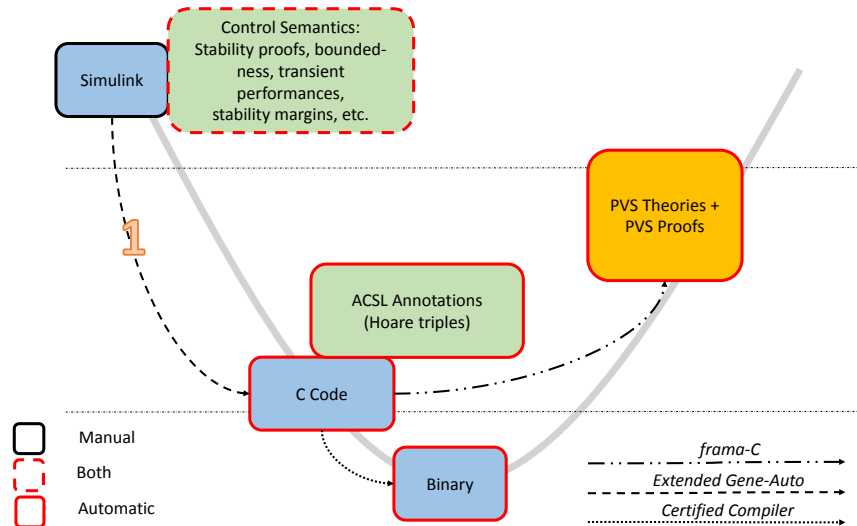 Control Semantics:
Stability proofs, bounded-
ness, transient
performances,
stability margins, etc.
Simulink
PVS Theories +
PVS Proofs
1
ACSL Annotations
(Hoare triples)
C Code
Manual
Both
Automatic
Binary
frama-C
Extended Gene-Auto
Certified Compiler